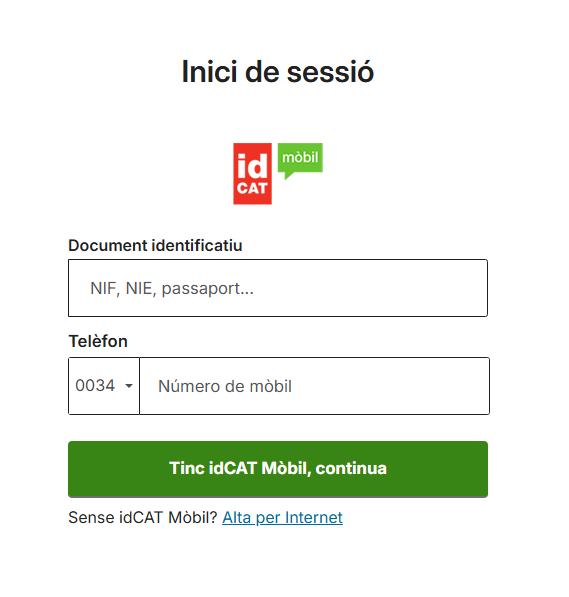 Inici de sessió
id
CAT
mòbil
Document identificatiu
NIF, NIE, passaport...
Telèfon
0034
Número de mòbil
Tinc idCAT Mòbil, continua
Sense idCAT Mòbil? Alta per Internet